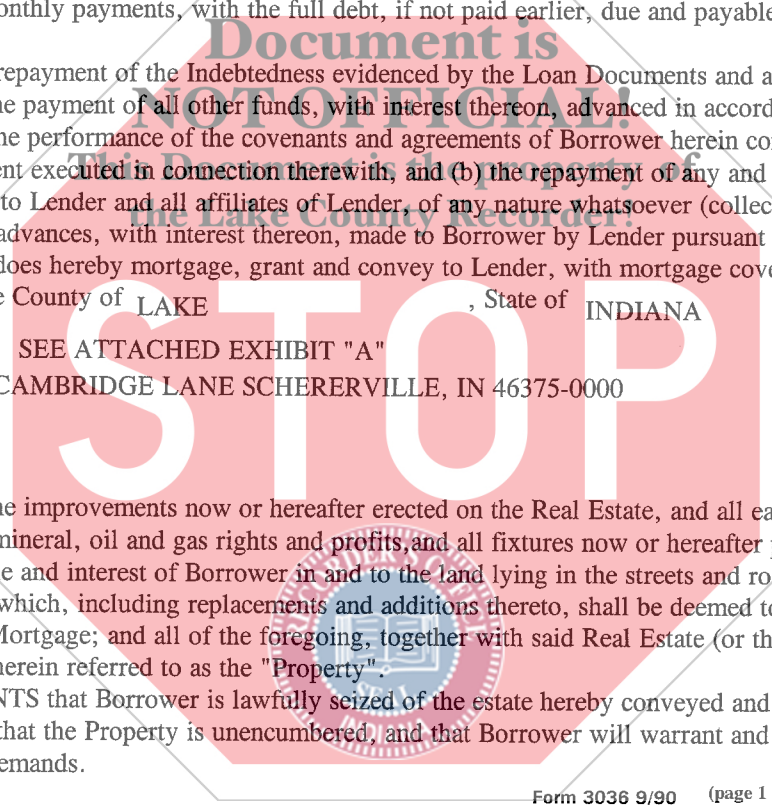 onthly payments, with the full debt, if not paid earlier, due and payable
Document is
repayment of the Indebtedness evidenced by the Loan Documents and a
ne payment of all other funds, with interest thereon, advanced in accord
NOT OFFICIAL!
he performance of the covenants and agreements of Borrower herein co
This Document is the property of
ent executed in connection therewith, and (b) the repayment of any and
to Lender and all affiliates of Lender, of any nature whatsoever (collec
the Lake County Recorder!
advances, with interest thereon, made to Borrower by Lender pursuant
does hereby mortgage, grant and convey to Lender, with mortgage cove
e County of LAKE , State of INDIANA
SEE ATTACHED EXHIBIT "A"
CAMBRIDGE LANE SCHERERVILLE, IN 46375-0000
STOP
ne improvements now or hereafter erected on the Real Estate, and all ea
mineral, oil and gas rights and profits,and all fixtures now or hereafter
e and interest of Borrower in and to the land lying in the streets and ro
which, including replacements and additions thereto, shall be deemed to
Mortgage; and all of the foregoing, together with said Real Estate (or th
herein referred to as the "Property".
NTS that Borrower is lawfully seized of the estate hereby conveyed and
that the Property is unencumbered, and that Borrower will warrant and
emands.
RECORDER'S OFFICE
SEAL
INDIANA
Form 3036 9/90 (page 1